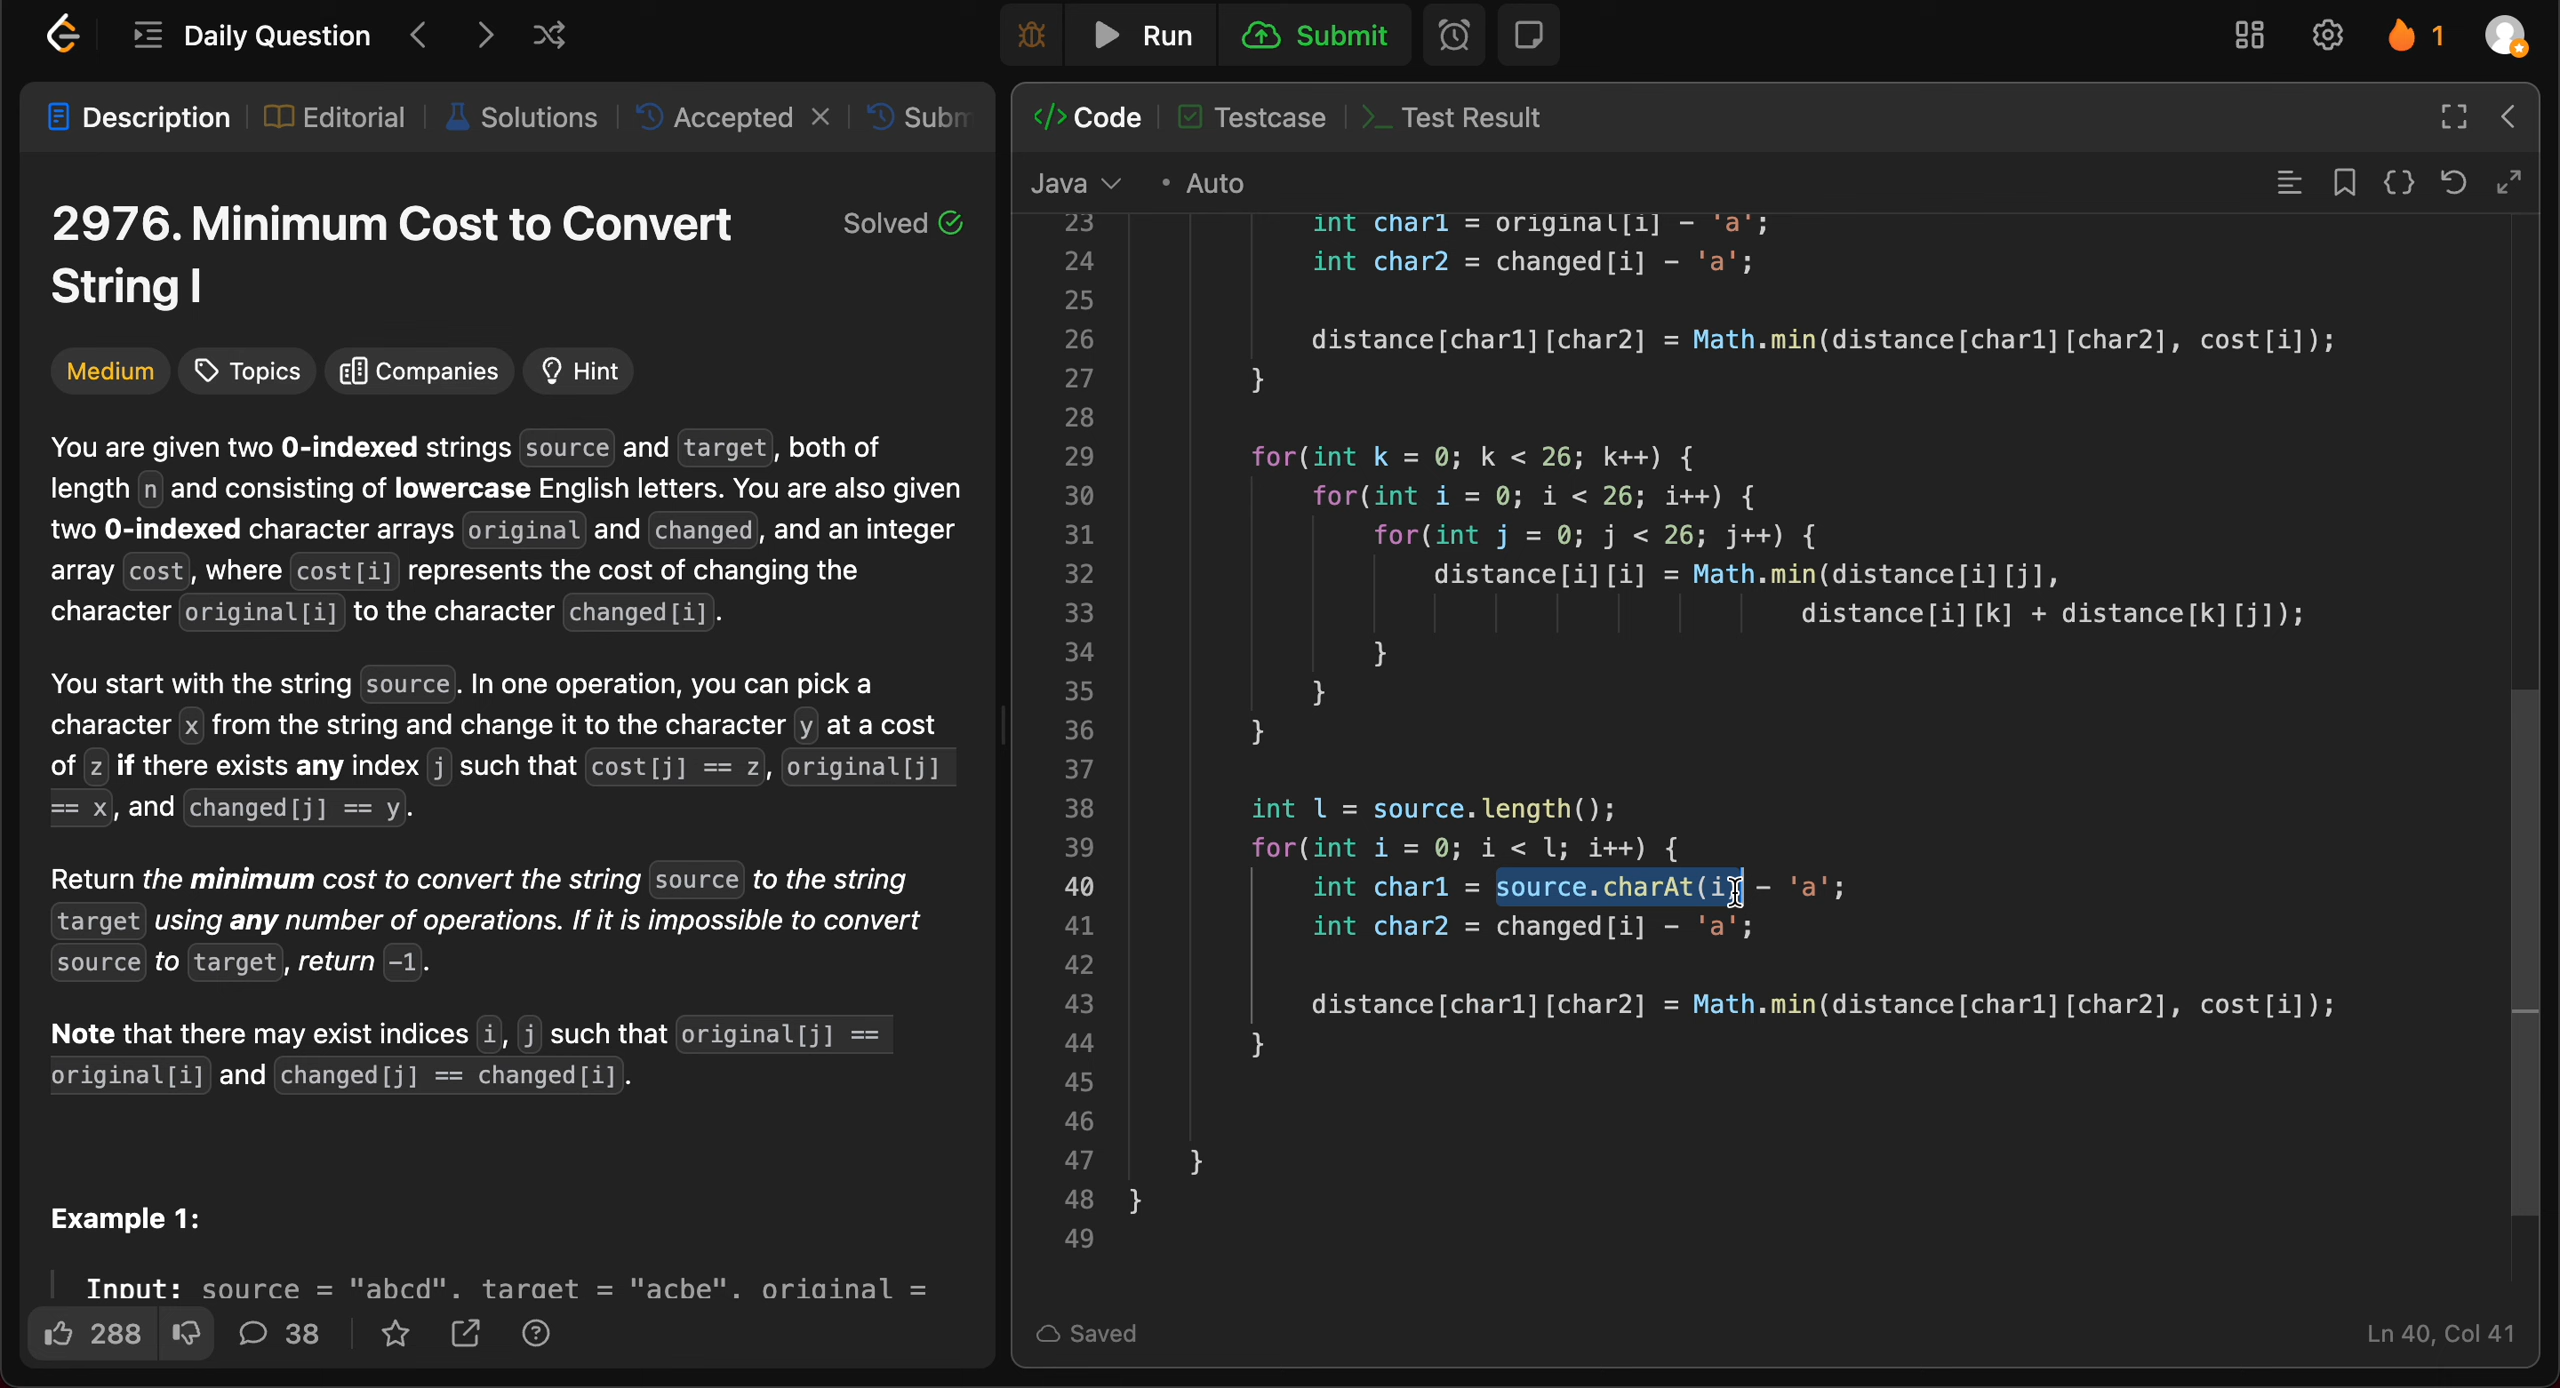 Daily Question
Run
Submit
1
Description
Editorial
Solutions
Accepted
Subm
2976. Minimum Cost to Convert
String I
Solved
Medium
Topics
Companies
Hint
You are given two 0-indexed strings source and target, both of
length n and consisting of lowercase English letters. You are also given
two 0-indexed character arrays original and changed, and an integer
array cost, where cost[i] represents the cost of changing the
character original[i] to the character changed[i].
You start with the string source. In one operation, you can pick a
character x from the string and change it to the character y at a cost
of z if there exists any index j such that cost[j] == z, original[j]
== x, and changed[j] == y.
Return the minimum cost to convert the string source to the string
target using any number of operations. If it is impossible to convert
source to target, return -1.
Note that there may exist indices i, j such that original[j] ==
original[i] and changed[j] == changed[i].
Example 1:
Input: source = "abcd", target = "acbe", original =
288
38
Code
Testcase
Test Result
Java
Auto
23 int char1 = original[i] - 'a';
24 int char2 = changed[i] - 'a';
25
26 distance[char1][char2] = Math.min(distance[char1][char2], cost[i]);
27 }
28
29 for(int k = 0; k < 26; k++) {
30 for(int i = 0; i < 26; i++) {
31 for(int j = 0; j < 26; j++) {
32 distance[i][i] = Math.min(distance[i][j],
33 distance[i][k] + distance[k][j]);
34 }
35 }
36 }
37
38 int l = source.length();
39 for(int i = 0; i < l; i++) {
40 int char1 = source.charAt(i) - 'a';
41 int char2 = changed[i] - 'a';
42
43 distance[char1][char2] = Math.min(distance[char1][char2], cost[i]);
44 }
45
46
47 }
48 }
49
Saved
Ln 40, Col 41